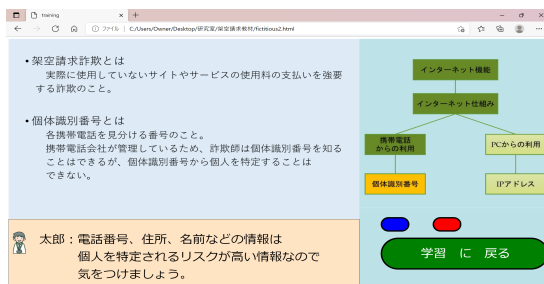 training
ファイル | C:/Users/Owner/Desktop/研究室/架空請求教材/fictitious2.html
•架空請求詐欺とは
実際に使用していないサイトやサービスの使用料の支払いを強要
する詐欺のこと。
•個体識別番号とは
各携帯電話を見分ける番号のこと。
携帯電話会社が管理しているため、詐欺師は個体識別番号を知る
ことはできるが、個体識別番号から個人を特定することは
できない。
インターネット機能
インターネット仕組み
携帯電話
からの利用
PCからの利用
個体識別番号
IPアドレス
太郎：電話番号、住所、名前などの情報は
個人を特定されるリスクが高い情報なので
気をつけましょう。
学習 に 戻る